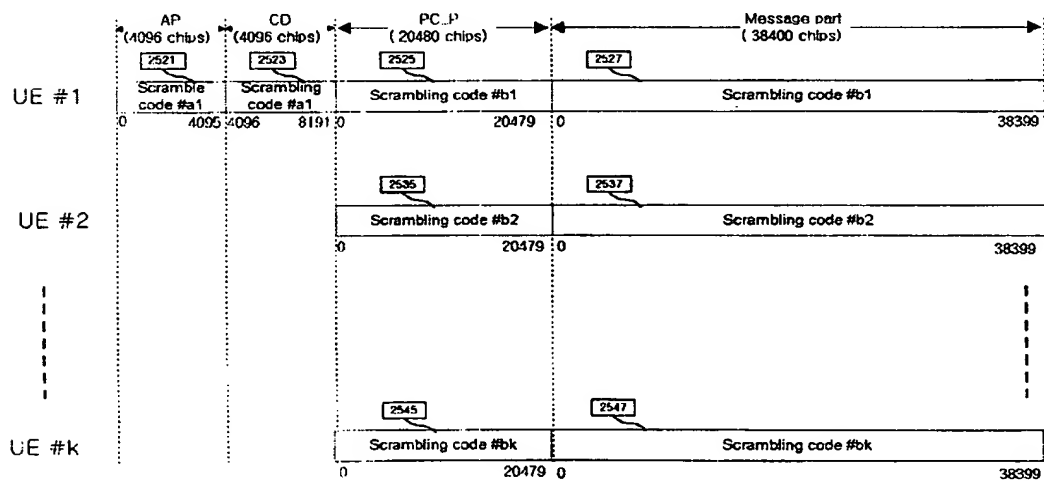 AP CD PC_P Message part
(4096 chips) (4096 chips) ( 20480 chips) ( 38400 chips)
2521 2523 2525 2527
UE #1
Scramble code #a1
Scrambling code #a1
Scrambling code #b1
Scrambling code #b1
0 4095 4096 8191 0 20479 0 38399
2535 2537
UE #2
Scrambling code #b2
Scrambling code #b2
0 20479 0 38399
2545 2547
UE #k
Scrambling code #bk
Scrambling code #bk
0 20479 0 38399